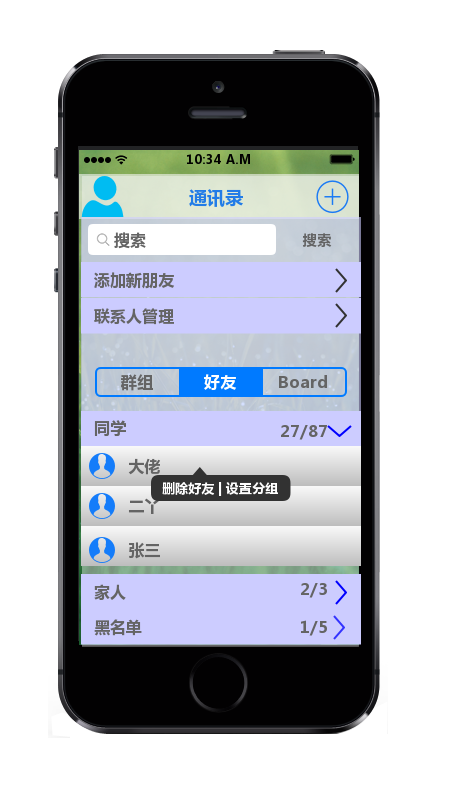 10:34 A.M
通讯录
搜索 搜索
添加新朋友
联系人管理
群组 好友 Board
同学 27/87
大佬
删除好友 | 设置分组
二丫
张三
家人 2/3
黑名单 1/5